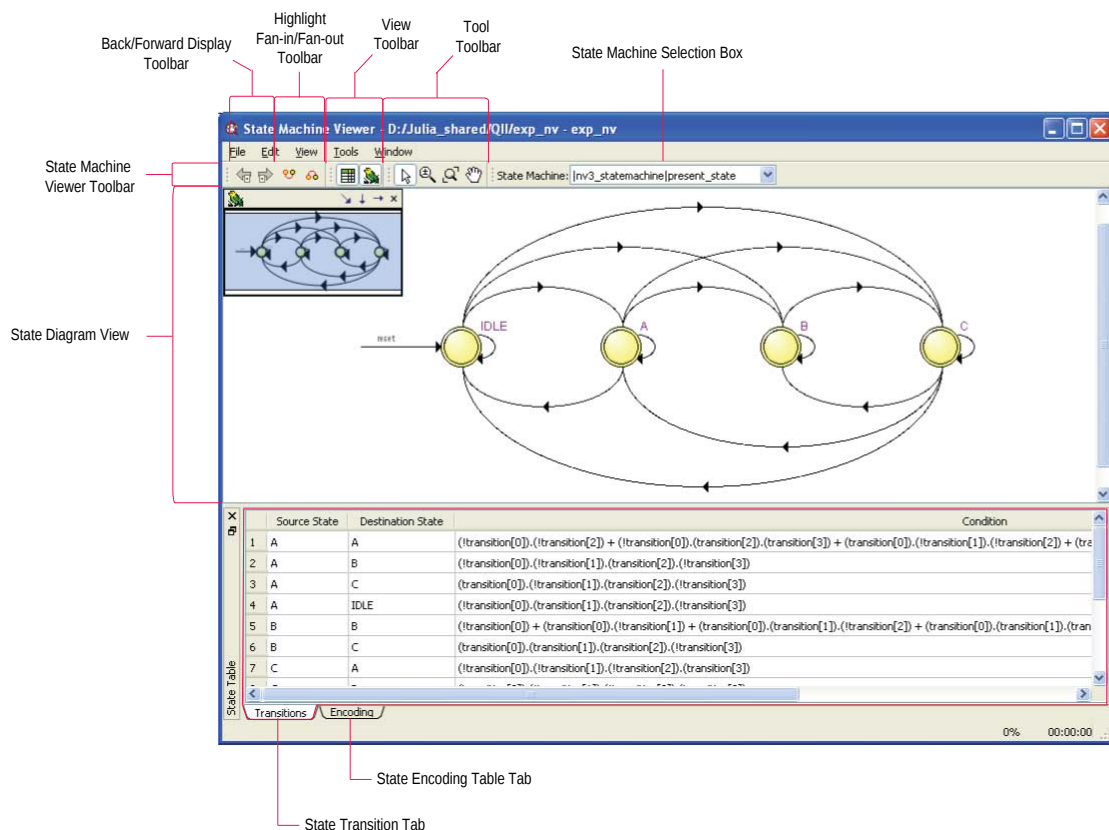 Highlight
Fan-in/Fan-out
Toolbar
View
Toolbar
Tool
Toolbar
Back/Forward Display
Toolbar
State Machine Selection Box
State Machine Viewer - D:/Julia_shared/QII/exp_nv - exp_nv
File Edit View Tools Window
State Machine
Viewer Toolbar
State Machine: |nv3_statemachine|present_state
State Diagram View
reset
IDLE
A
B
C
Source State Destination State Condition
1 A A (!transition[0]).(!transition[2]) + (!transition[0]).(transition[2]).(transition[3]) + (transition[0]).(!transition[1]).(!transition[2]) + (tra
2 A B (!transition[0]).(!transition[1]).(transition[2]).(!transition[3])
3 A C (transition[0]).(!transition[1]).(transition[2]).(!transition[3])
4 A IDLE (!transition[0]).(transition[1]).(transition[2]).(!transition[3])
5 B B (!transition[0]) + (transition[0]).(!transition[1]) + (transition[0]).(transition[1]).(!transition[2]) + (transition[0]).(transition[1]).(tran
6 B C (transition[0]).(transition[1]).(transition[2]).(!transition[3])
7 C A (!transition[0]).(!transition[1]).(!transition[2]).(transition[3])
State Table
Transitions Encoding
0% 00:00:00
State Encoding Table Tab
State Transition Tab